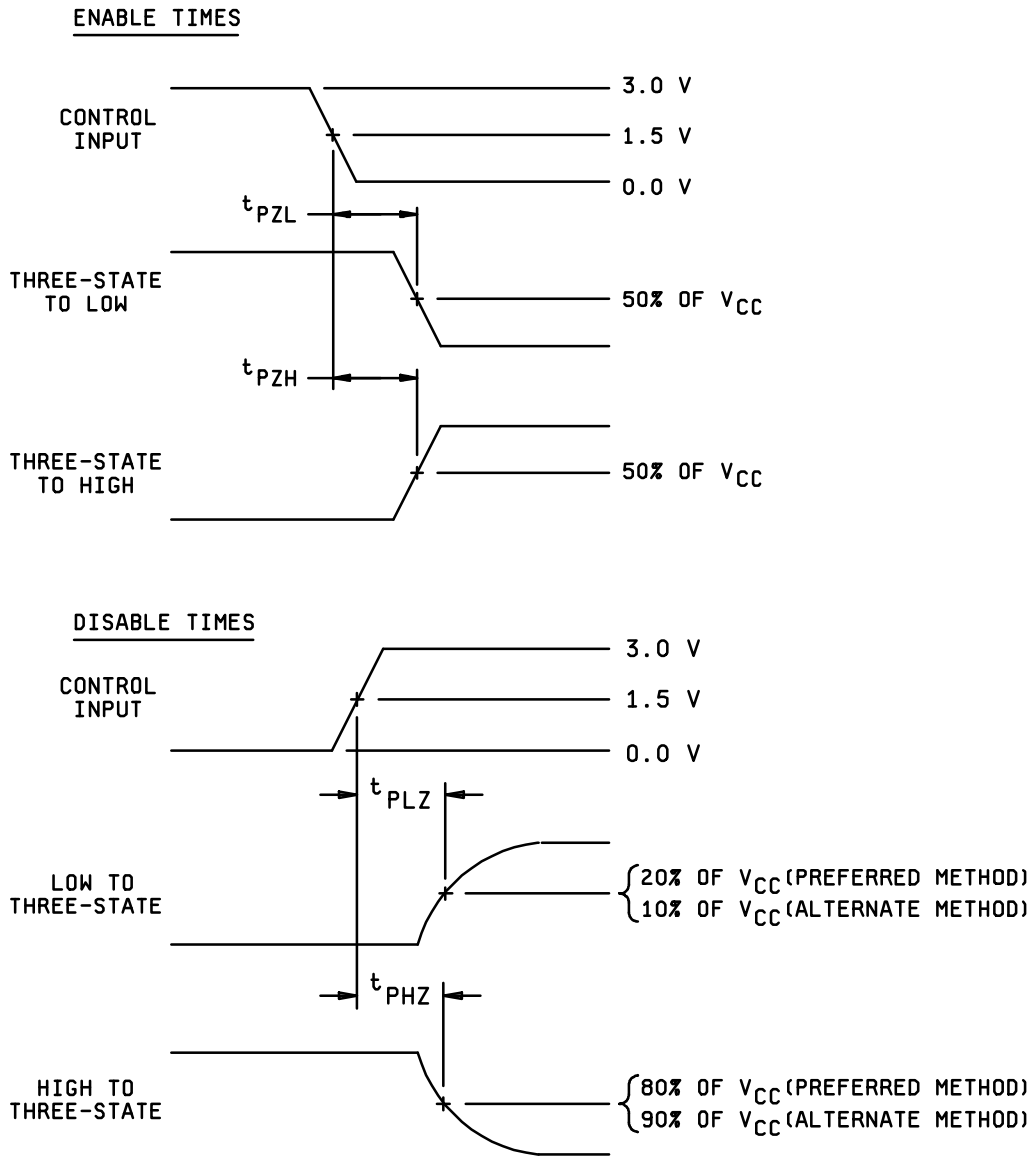 ENABLE TIMES
3.0 V
CONTROL
INPUT
1.5 V
0.0 V
tPZL
THREE-STATE
TO LOW
50% OF VCC
tPZH
THREE-STATE
TO HIGH
50% OF VCC
DISABLE TIMES
3.0 V
CONTROL
INPUT
1.5 V
0.0 V
tPLZ
LOW TO
THREE-STATE
20% OF VCC (PREFERRED METHOD)
10% OF VCC (ALTERNATE METHOD)
tPHZ
HIGH TO
THREE-STATE
80% OF VCC (PREFERRED METHOD)
90% OF VCC (ALTERNATE METHOD)